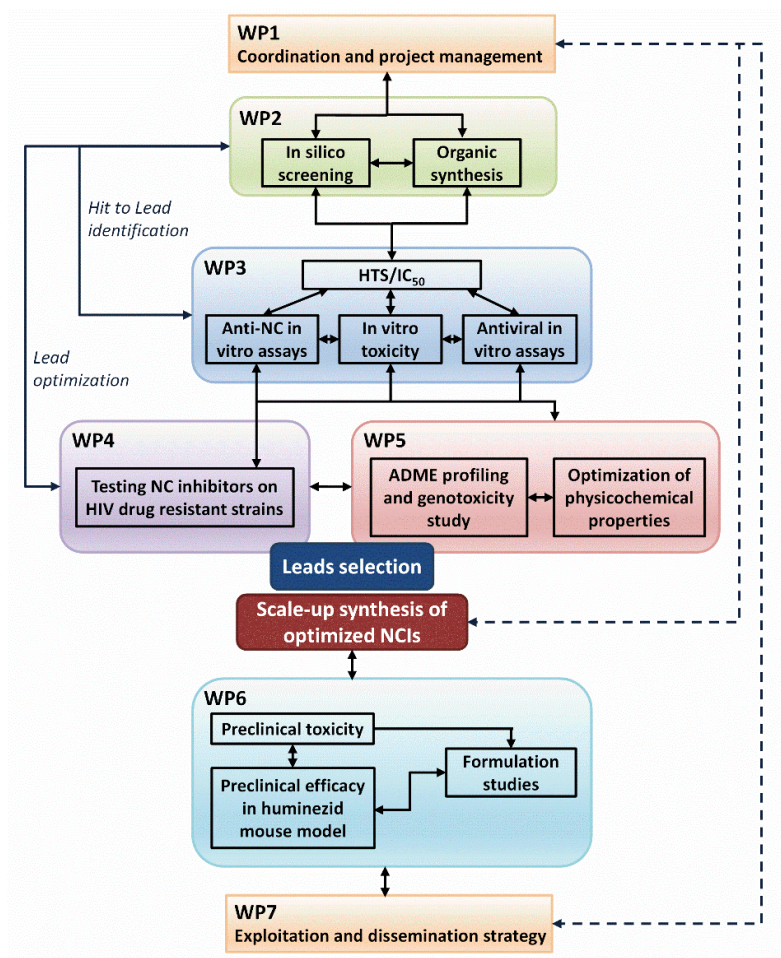 WP1
Coordination and project management
WP2
In silico
screening
Organic
synthesis
Hit to Lead
identification
WP3
HTS/IC50
Anti-NC in
vitro assays
In vitro
toxicity
Antiviral in
vitro assays
Lead
optimization
WP4
Testing NC inhibitors on
HIV drug resistant strains
WP5
ADME profiling
and genotoxicity
study
Optimization of
physicochemical
properties
Leads selection
Scale-up synthesis of
optimized NCIs
WP6
Preclinical toxicity
Formulation
studies
Preclinical efficacy
in huminezid
mouse model
WP7
Exploitation and dissemination strategy